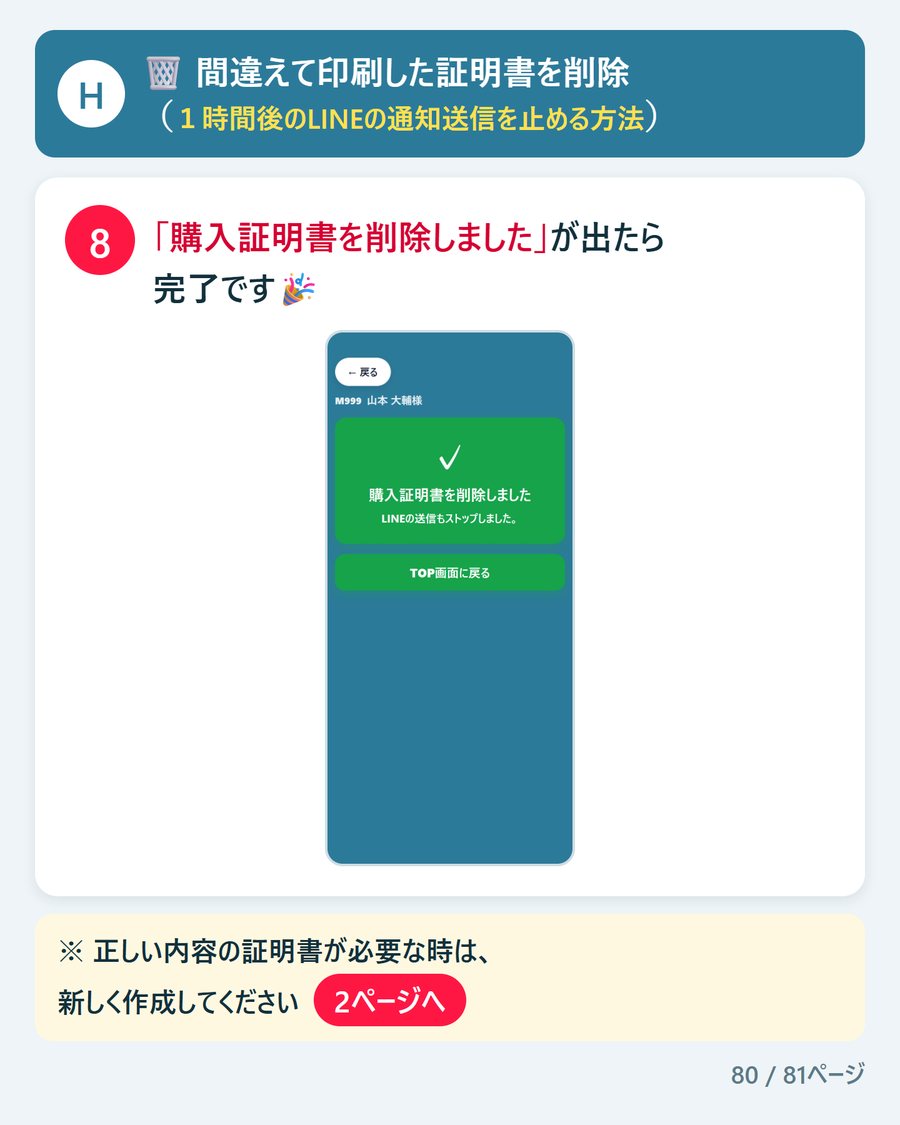 H
🗑️ 間違えて印刷した証明書を削除
（１時間後のLINEの通知送信を止める方法）
8
「購入証明書を削除しました」が出たら
完了です🎉
← 戻る
M999 山本 大輔様
✓
購入証明書を削除しました
LINEの送信もストップしました。
TOP画面に戻る
※ 正しい内容の証明書が必要な時は、
新しく作成してください 2ページへ
80 / 81ページ